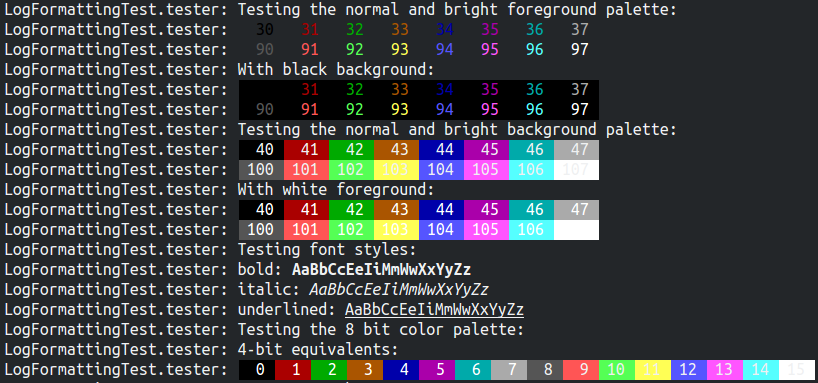 LogFormattingTest.tester: Testing the normal and bright foreground palette:
LogFormattingTest.tester: 30 31 32 33 34 35 36 37
LogFormattingTest.tester: 90 91 92 93 94 95 96 97
LogFormattingTest.tester: With black background:
LogFormattingTest.tester: 31 32 33 34 35 36 37
LogFormattingTest.tester: 90 91 92 93 94 95 96 97
LogFormattingTest.tester: Testing the normal and bright background palette:
LogFormattingTest.tester: 40 41 42 43 44 45 46 47
LogFormattingTest.tester: 100 101 102 103 104 105 106 107
LogFormattingTest.tester: With white foreground:
LogFormattingTest.tester: 40 41 42 43 44 45 46 47
LogFormattingTest.tester: 100 101 102 103 104 105 106
LogFormattingTest.tester: Testing font styles:
LogFormattingTest.tester: bold: AaBbCcEeIiMmWwXxYyZz
LogFormattingTest.tester: italic: AaBbCcEeIiMmWwXxYyZz
LogFormattingTest.tester: underlined: AaBbCcEeIiMmWwXxYyZz
LogFormattingTest.tester: Testing the 8 bit color palette:
LogFormattingTest.tester: 4-bit equivalents:
LogFormattingTest.tester: 0 1 2 3 4 5 6 7 8 9 10 11 12 13 14 15